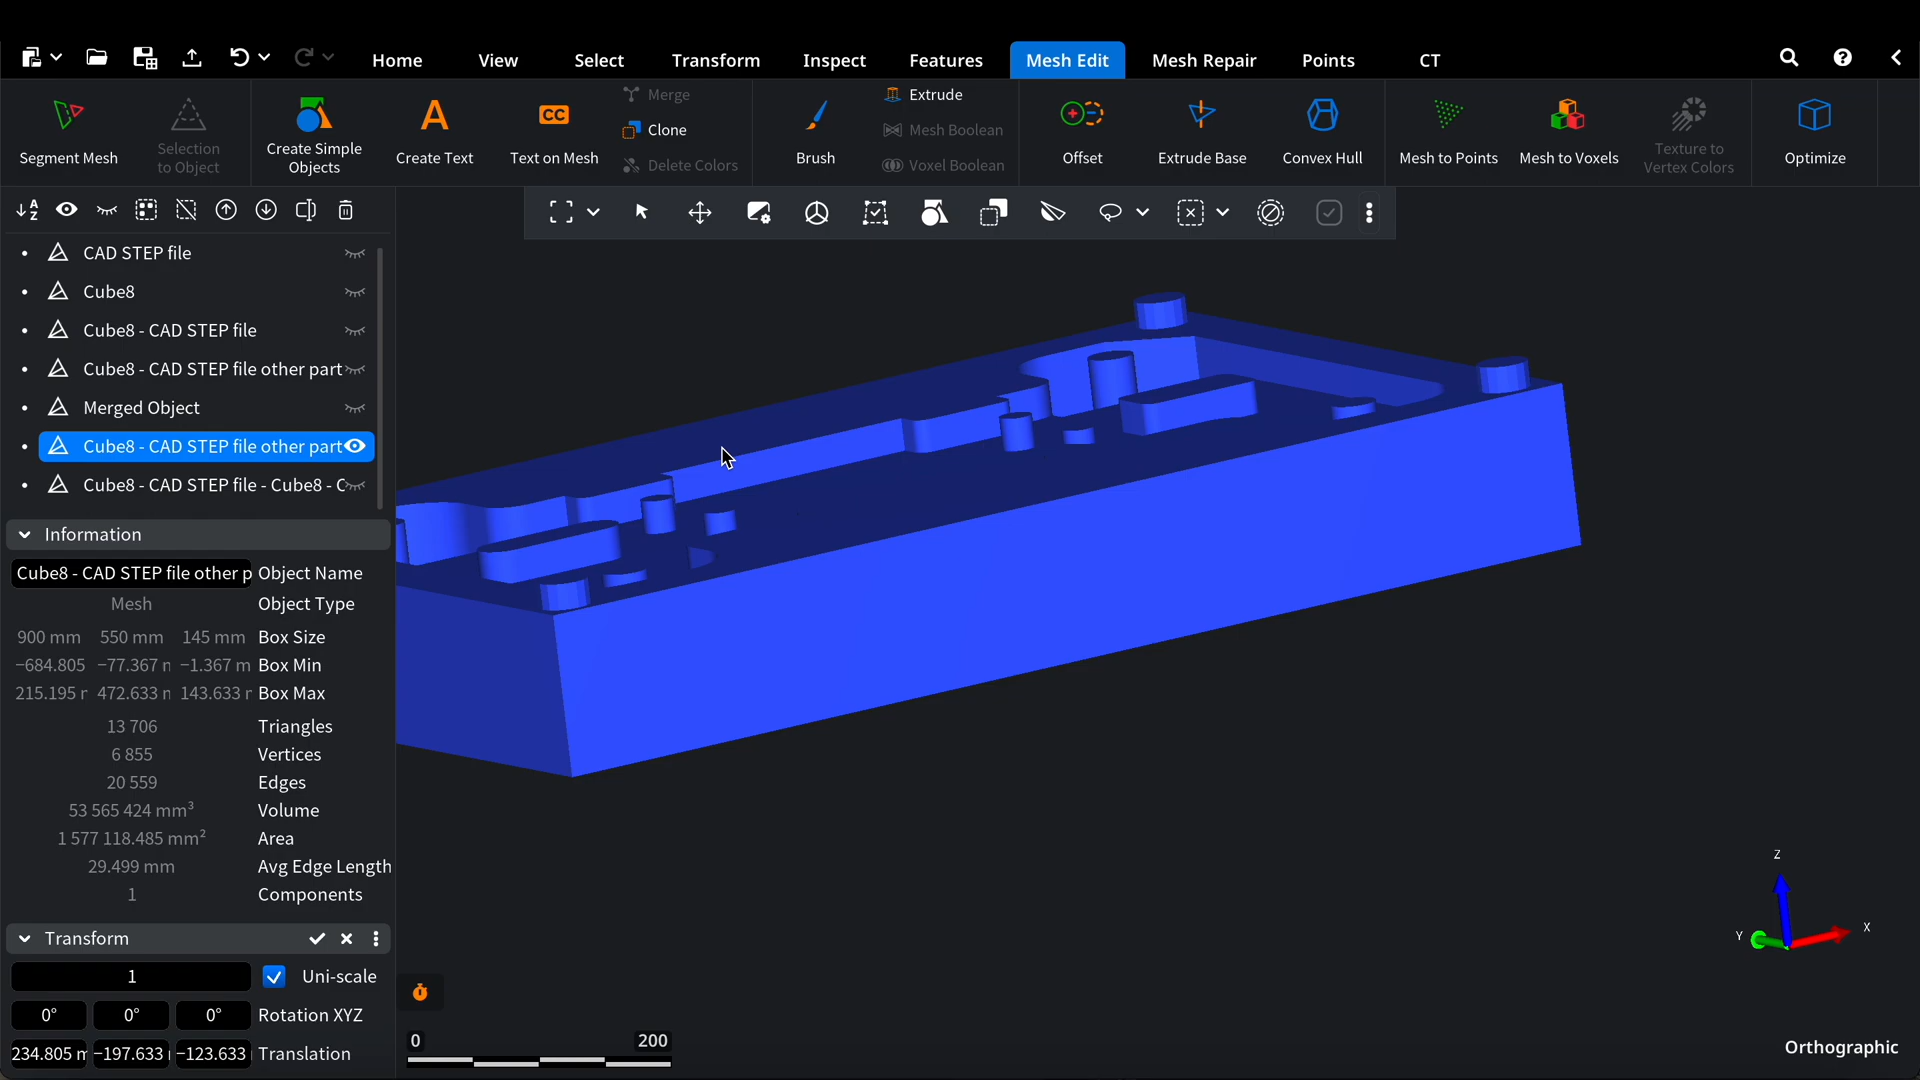 Home View Select Transform Inspect Features Mesh Edit Mesh Repair Points CT
Segment Mesh
Selection
to Object
Create Simple
Objects
A
Create Text
CC
Text on Mesh
Merge
Clone
Delete Colors
Brush
Extrude
Mesh Boolean
Voxel Boolean
Offset
Extrude Base
Convex Hull
Mesh to Points
Mesh to Voxels
Texture to
Vertex Colors
Optimize
CAD STEP file
Cube8
Cube8 - CAD STEP file
Cube8 - CAD STEP file other part
Merged Object
Cube8 - CAD STEP file other part
Cube8 - CAD STEP file - Cube8 - C
Information
Cube8 - CAD STEP file other p Object Name
Mesh Object Type
900 mm 550 mm 145 mm Box Size
−684.805 −77.367 −1.367 m Box Min
215.195 472.633 143.633 Box Max
13 706 Triangles
6 855 Vertices
20 559 Edges
53 565 424 mm³ Volume
1 577 118.485 mm² Area
29.499 mm Avg Edge Length
1 Components
Transform
1 Uni-scale
0° 0° 0° Rotation XYZ
234.805 −197.633 −123.633 Translation
0 200
Z
Y
X
Orthographic